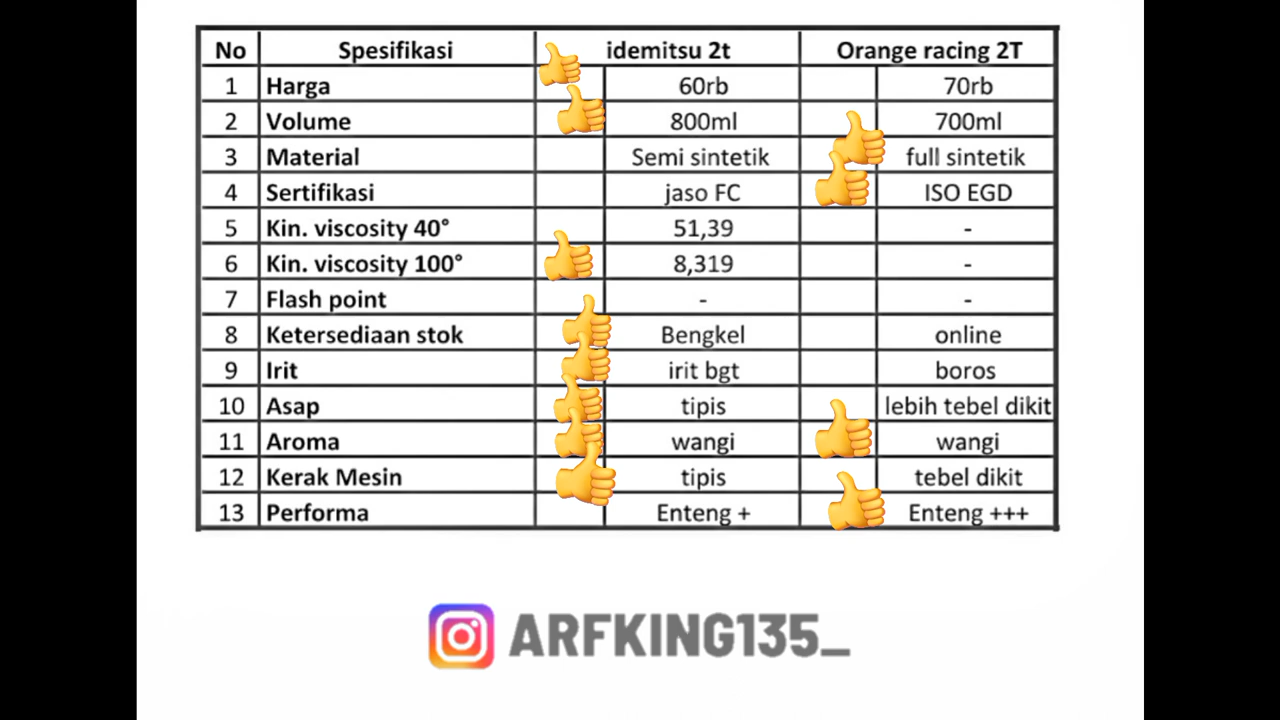 No Spesifikasi idemitsu 2t Orange racing 2T
1 Harga 60rb 70rb
2 Volume 800ml 700ml
3 Material Semi sintetik full sintetik
4 Sertifikasi jaso FC ISO EGD
5 Kin. viscosity 40° 51,39 -
6 Kin. viscosity 100° 8,319 -
7 Flash point - -
8 Ketersediaan stok Bengkel online
9 Irit irit bgt boros
10 Asap tipis lebih tebel dikit
11 Aroma wangi wangi
12 Kerak Mesin tipis tebel dikit
13 Performa Enteng + Enteng +++
ARFKING135_